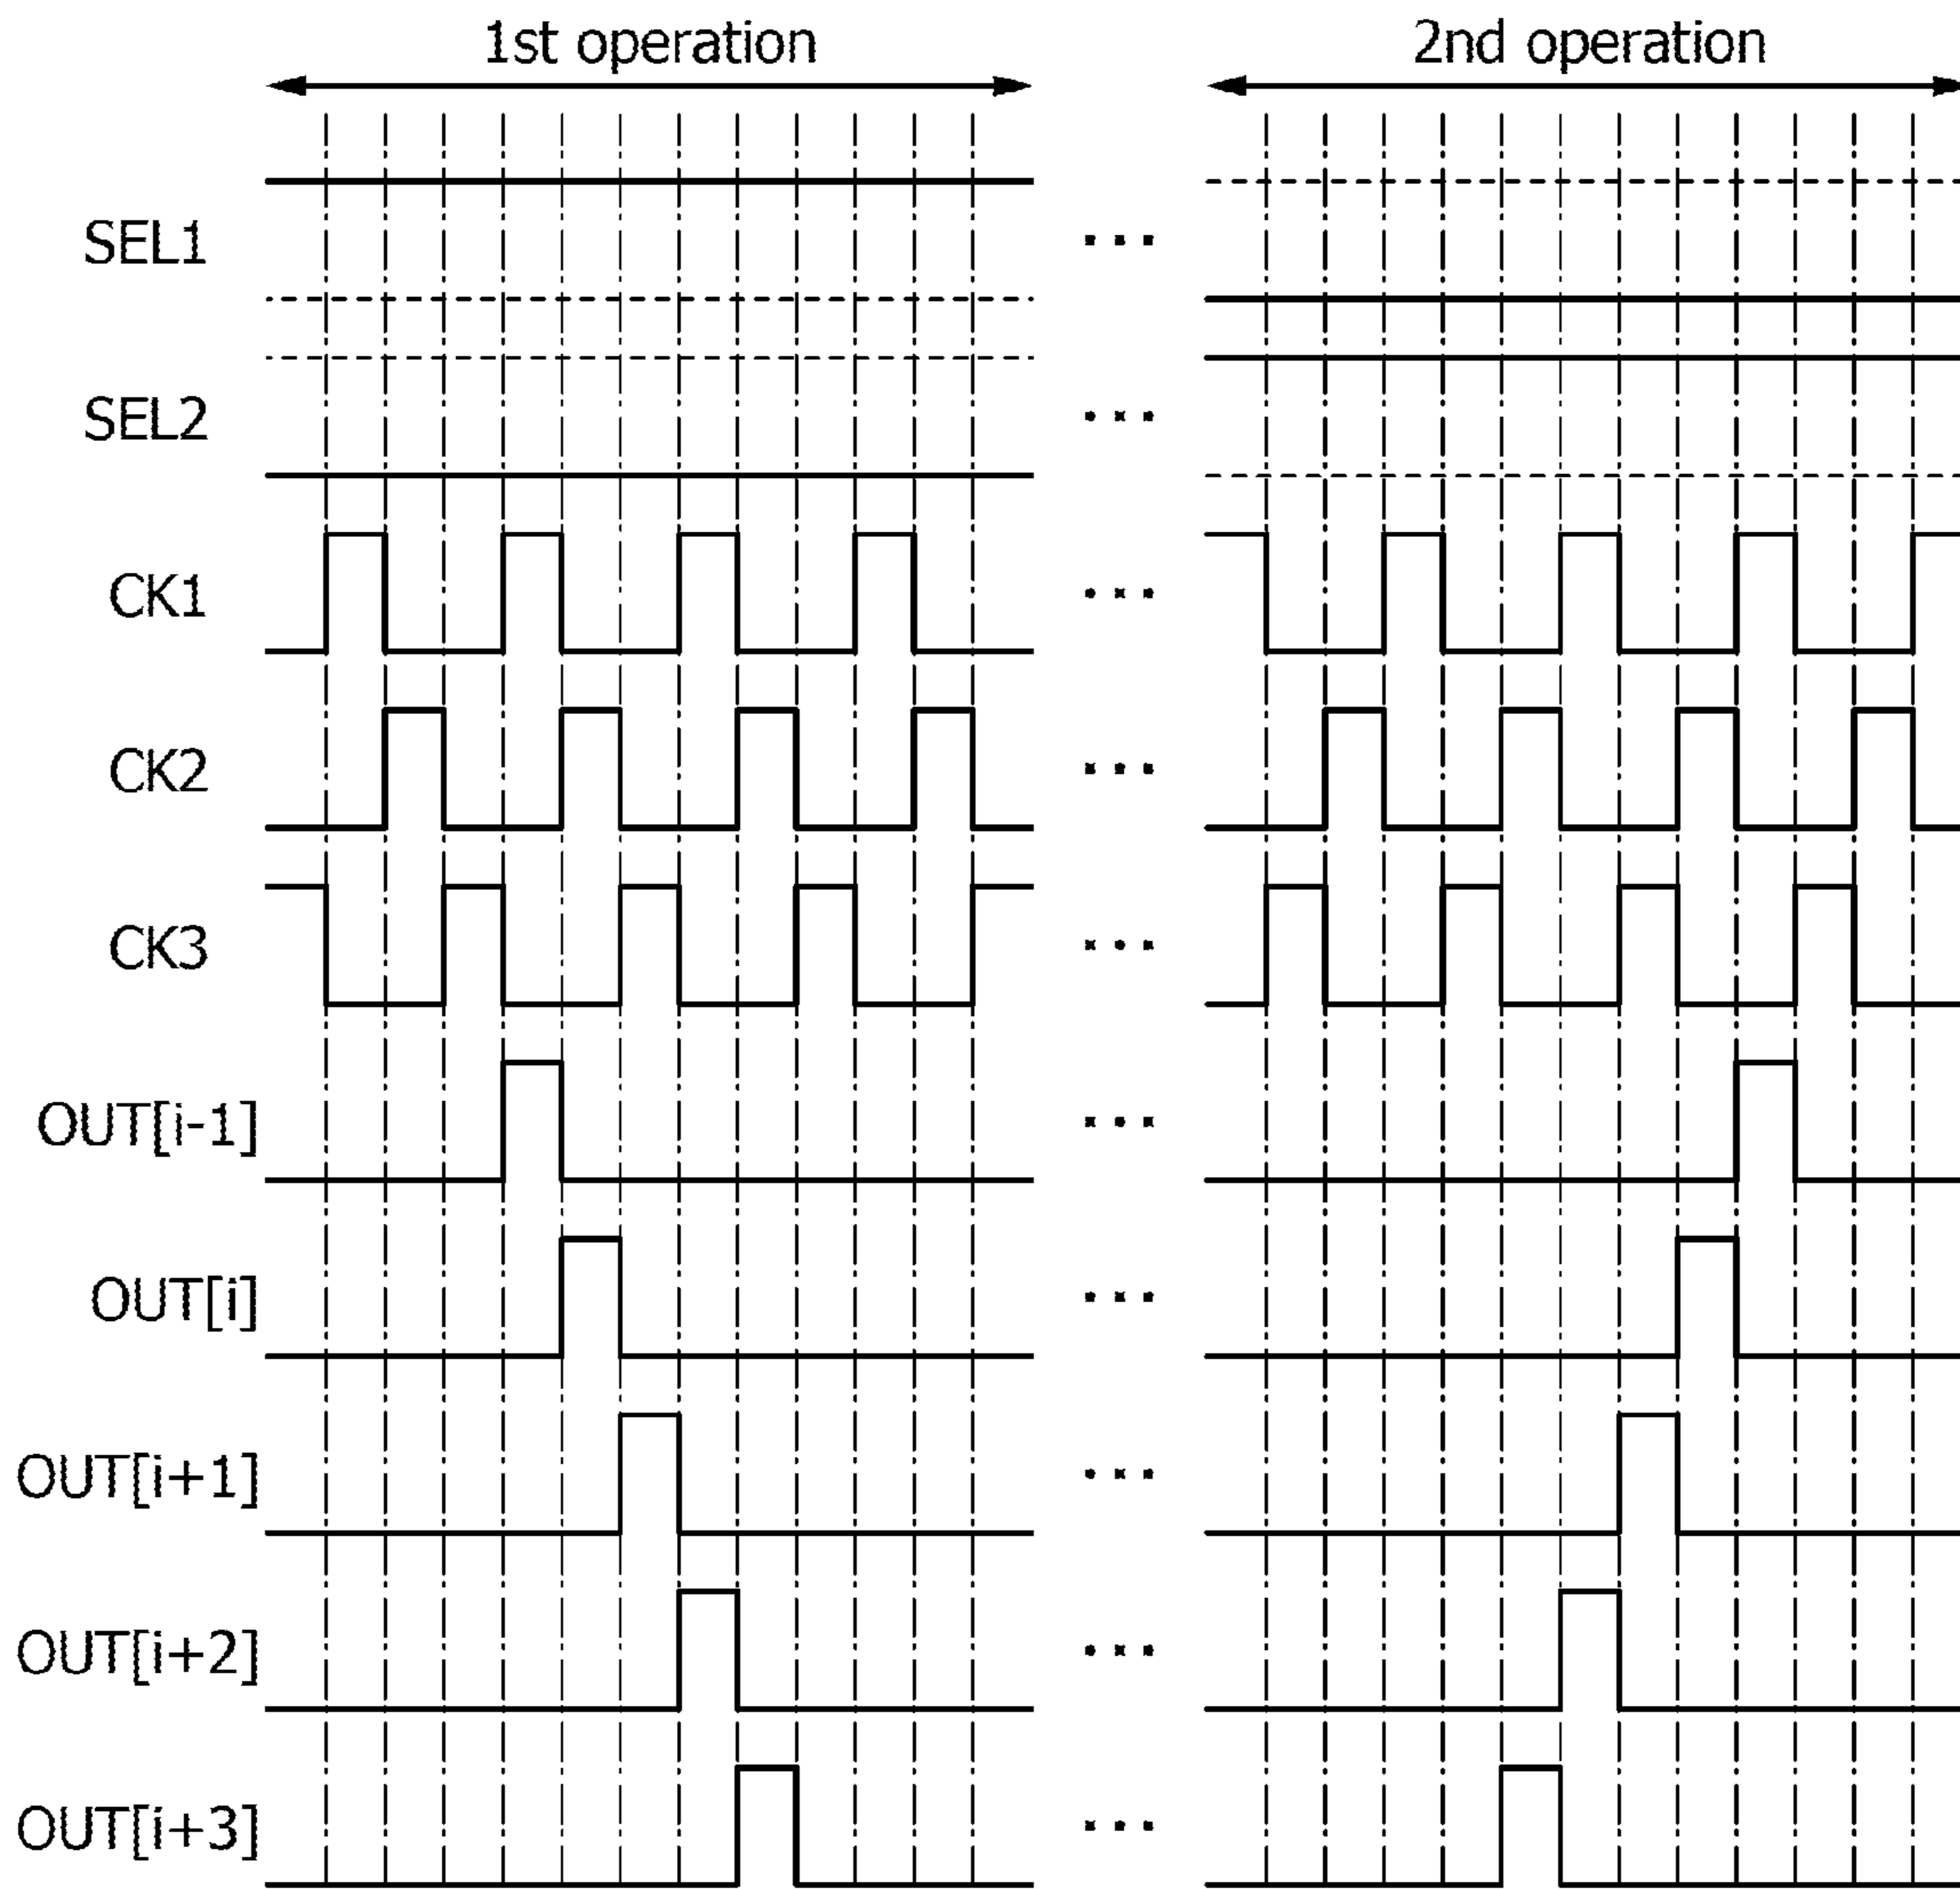 1st operation
2nd operation
SEL1
...
SEL2
...
CK1
...
CK2
...
CK3
...
OUT[i-1]
...
OUT[i]
...
OUT[i+1]
...
OUT[i+2]
...
OUT[i+3]
...